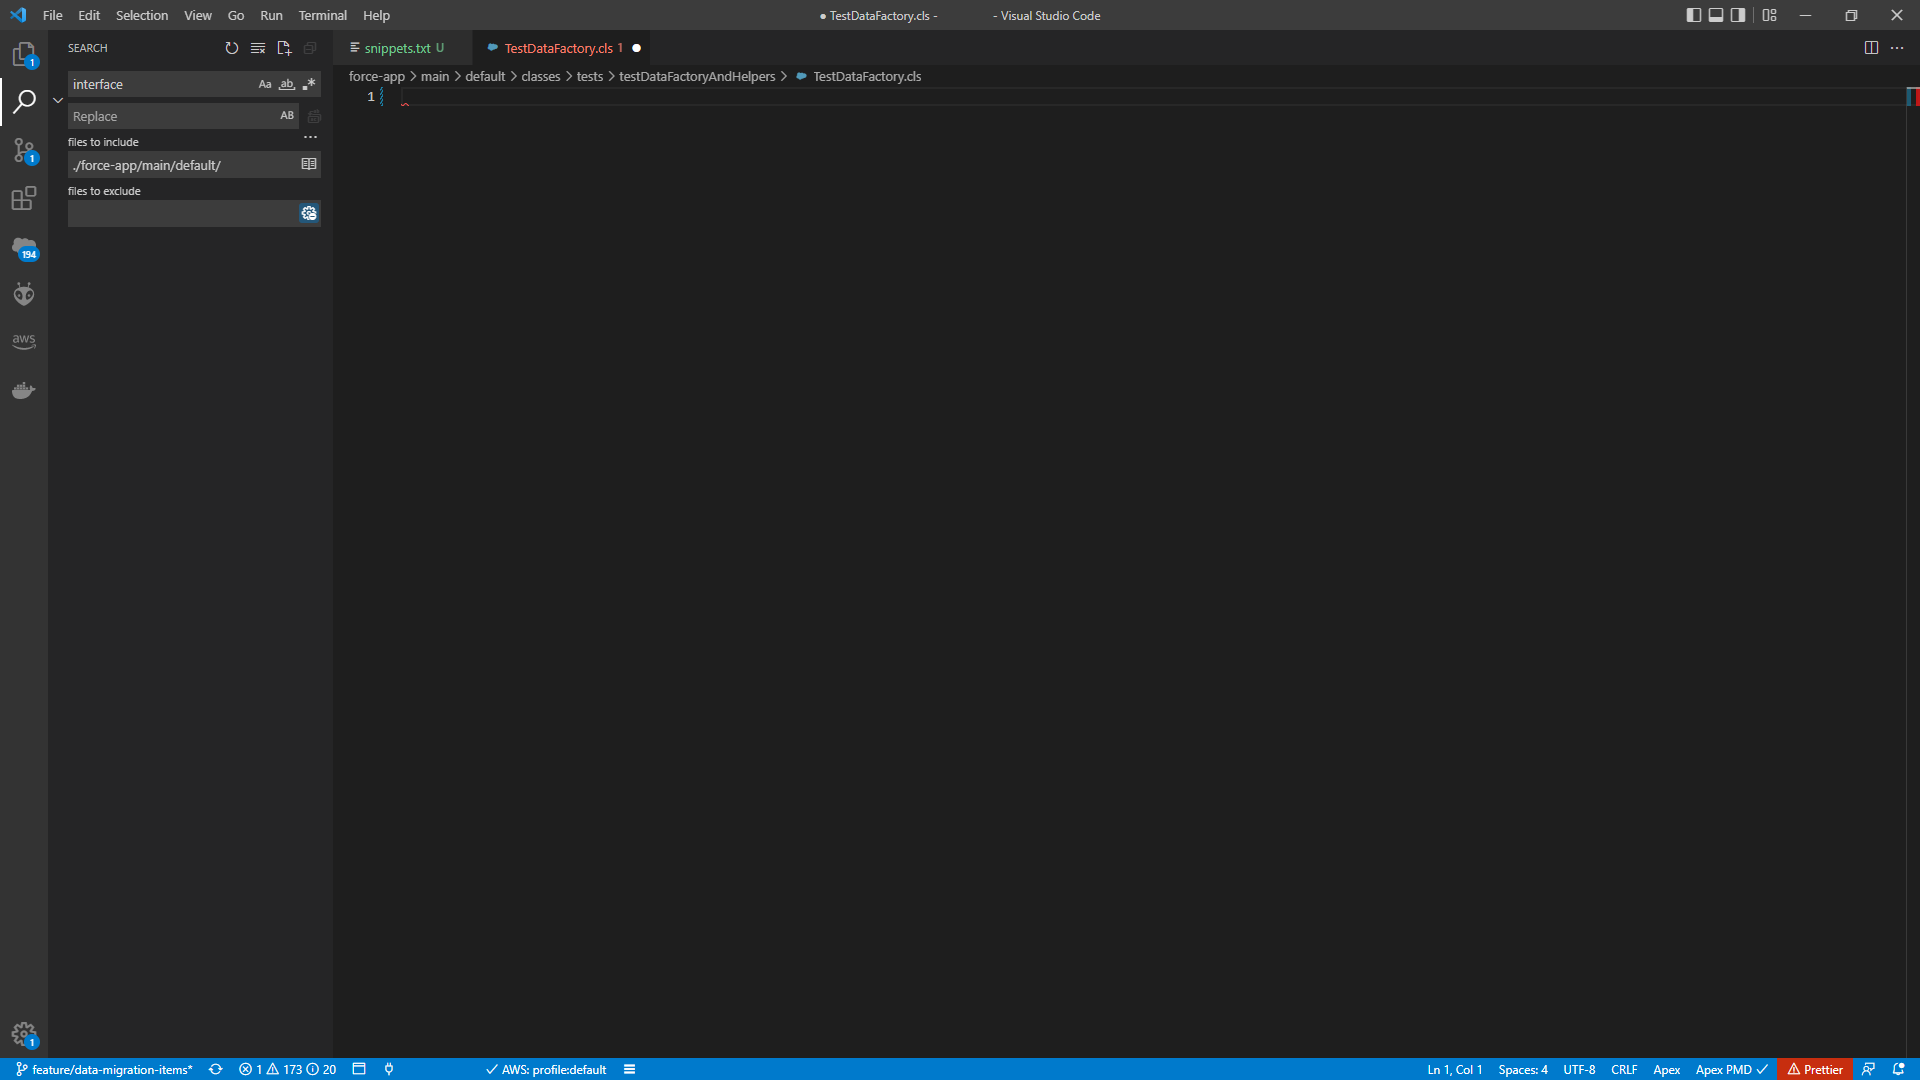 File Edit Selection View Go Run Terminal Help
● TestDataFactory.cls - - Visual Studio Code
SEARCH
snippets.txt U
TestDataFactory.cls 1
force-app > main > default > classes > tests > testDataFactoryAndHelpers > TestDataFactory.cls
interface
Aa ab .*
Replace
AB
files to include
./force-app/main/default/
files to exclude
1
1
1
194
aws
1
feature/data-migration-items*
1 173 20
AWS: profile:default
Ln 1, Col 1
Spaces: 4
UTF-8
CRLF
Apex
Apex PMD
Prettier